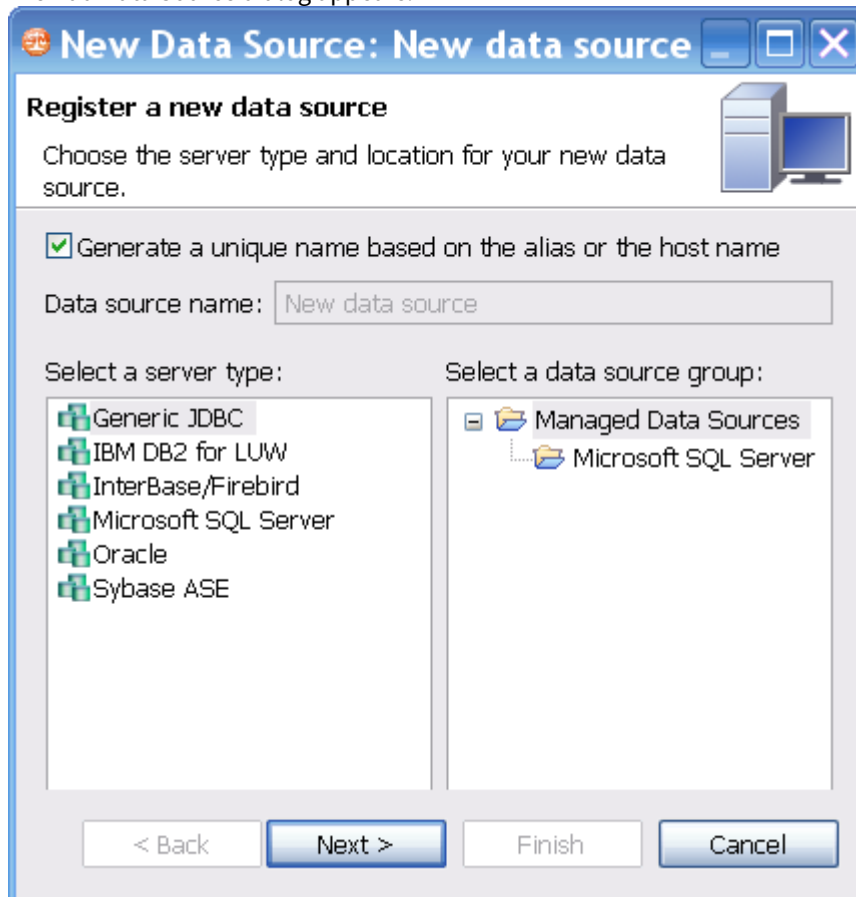 New Data Source: New data source
Register a new data source
Choose the server type and location for your new data
source.
Generate a unique name based on the alias or the host name
Data source name: New data source
Select a server type:
Select a data source group:
Generic JDBC
IBM DB2 for LUW
InterBase/Firebird
Microsoft SQL Server
Oracle
Sybase ASE
Managed Data Sources
Microsoft SQL Server
< Back
Next >
Finish
Cancel